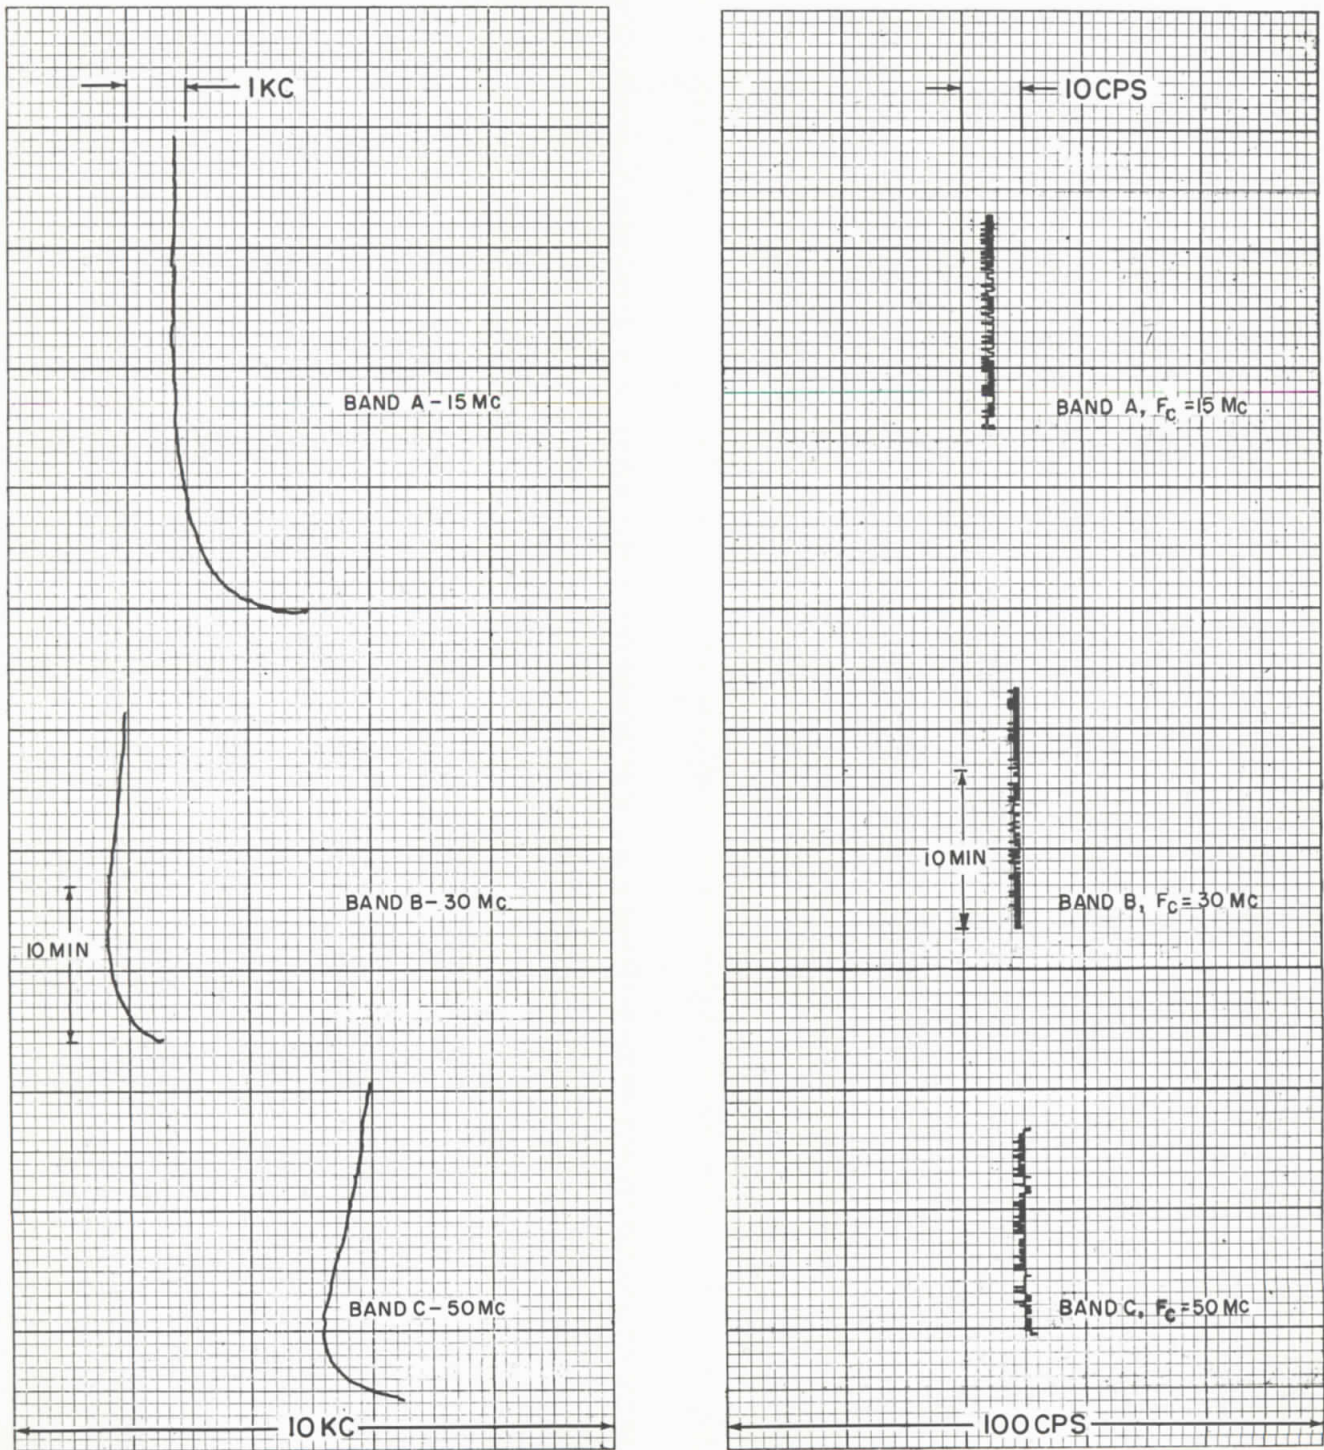 1KC
BAND A-15 Mc
BAND B-30 Mc
10 MIN
BAND C-50 Mc
10 KC
10 CPS
BAND A, Fc=15 Mc
10 MIN
BAND B, Fc=30 Mc
BAND C, Fc=50 Mc
100 CPS